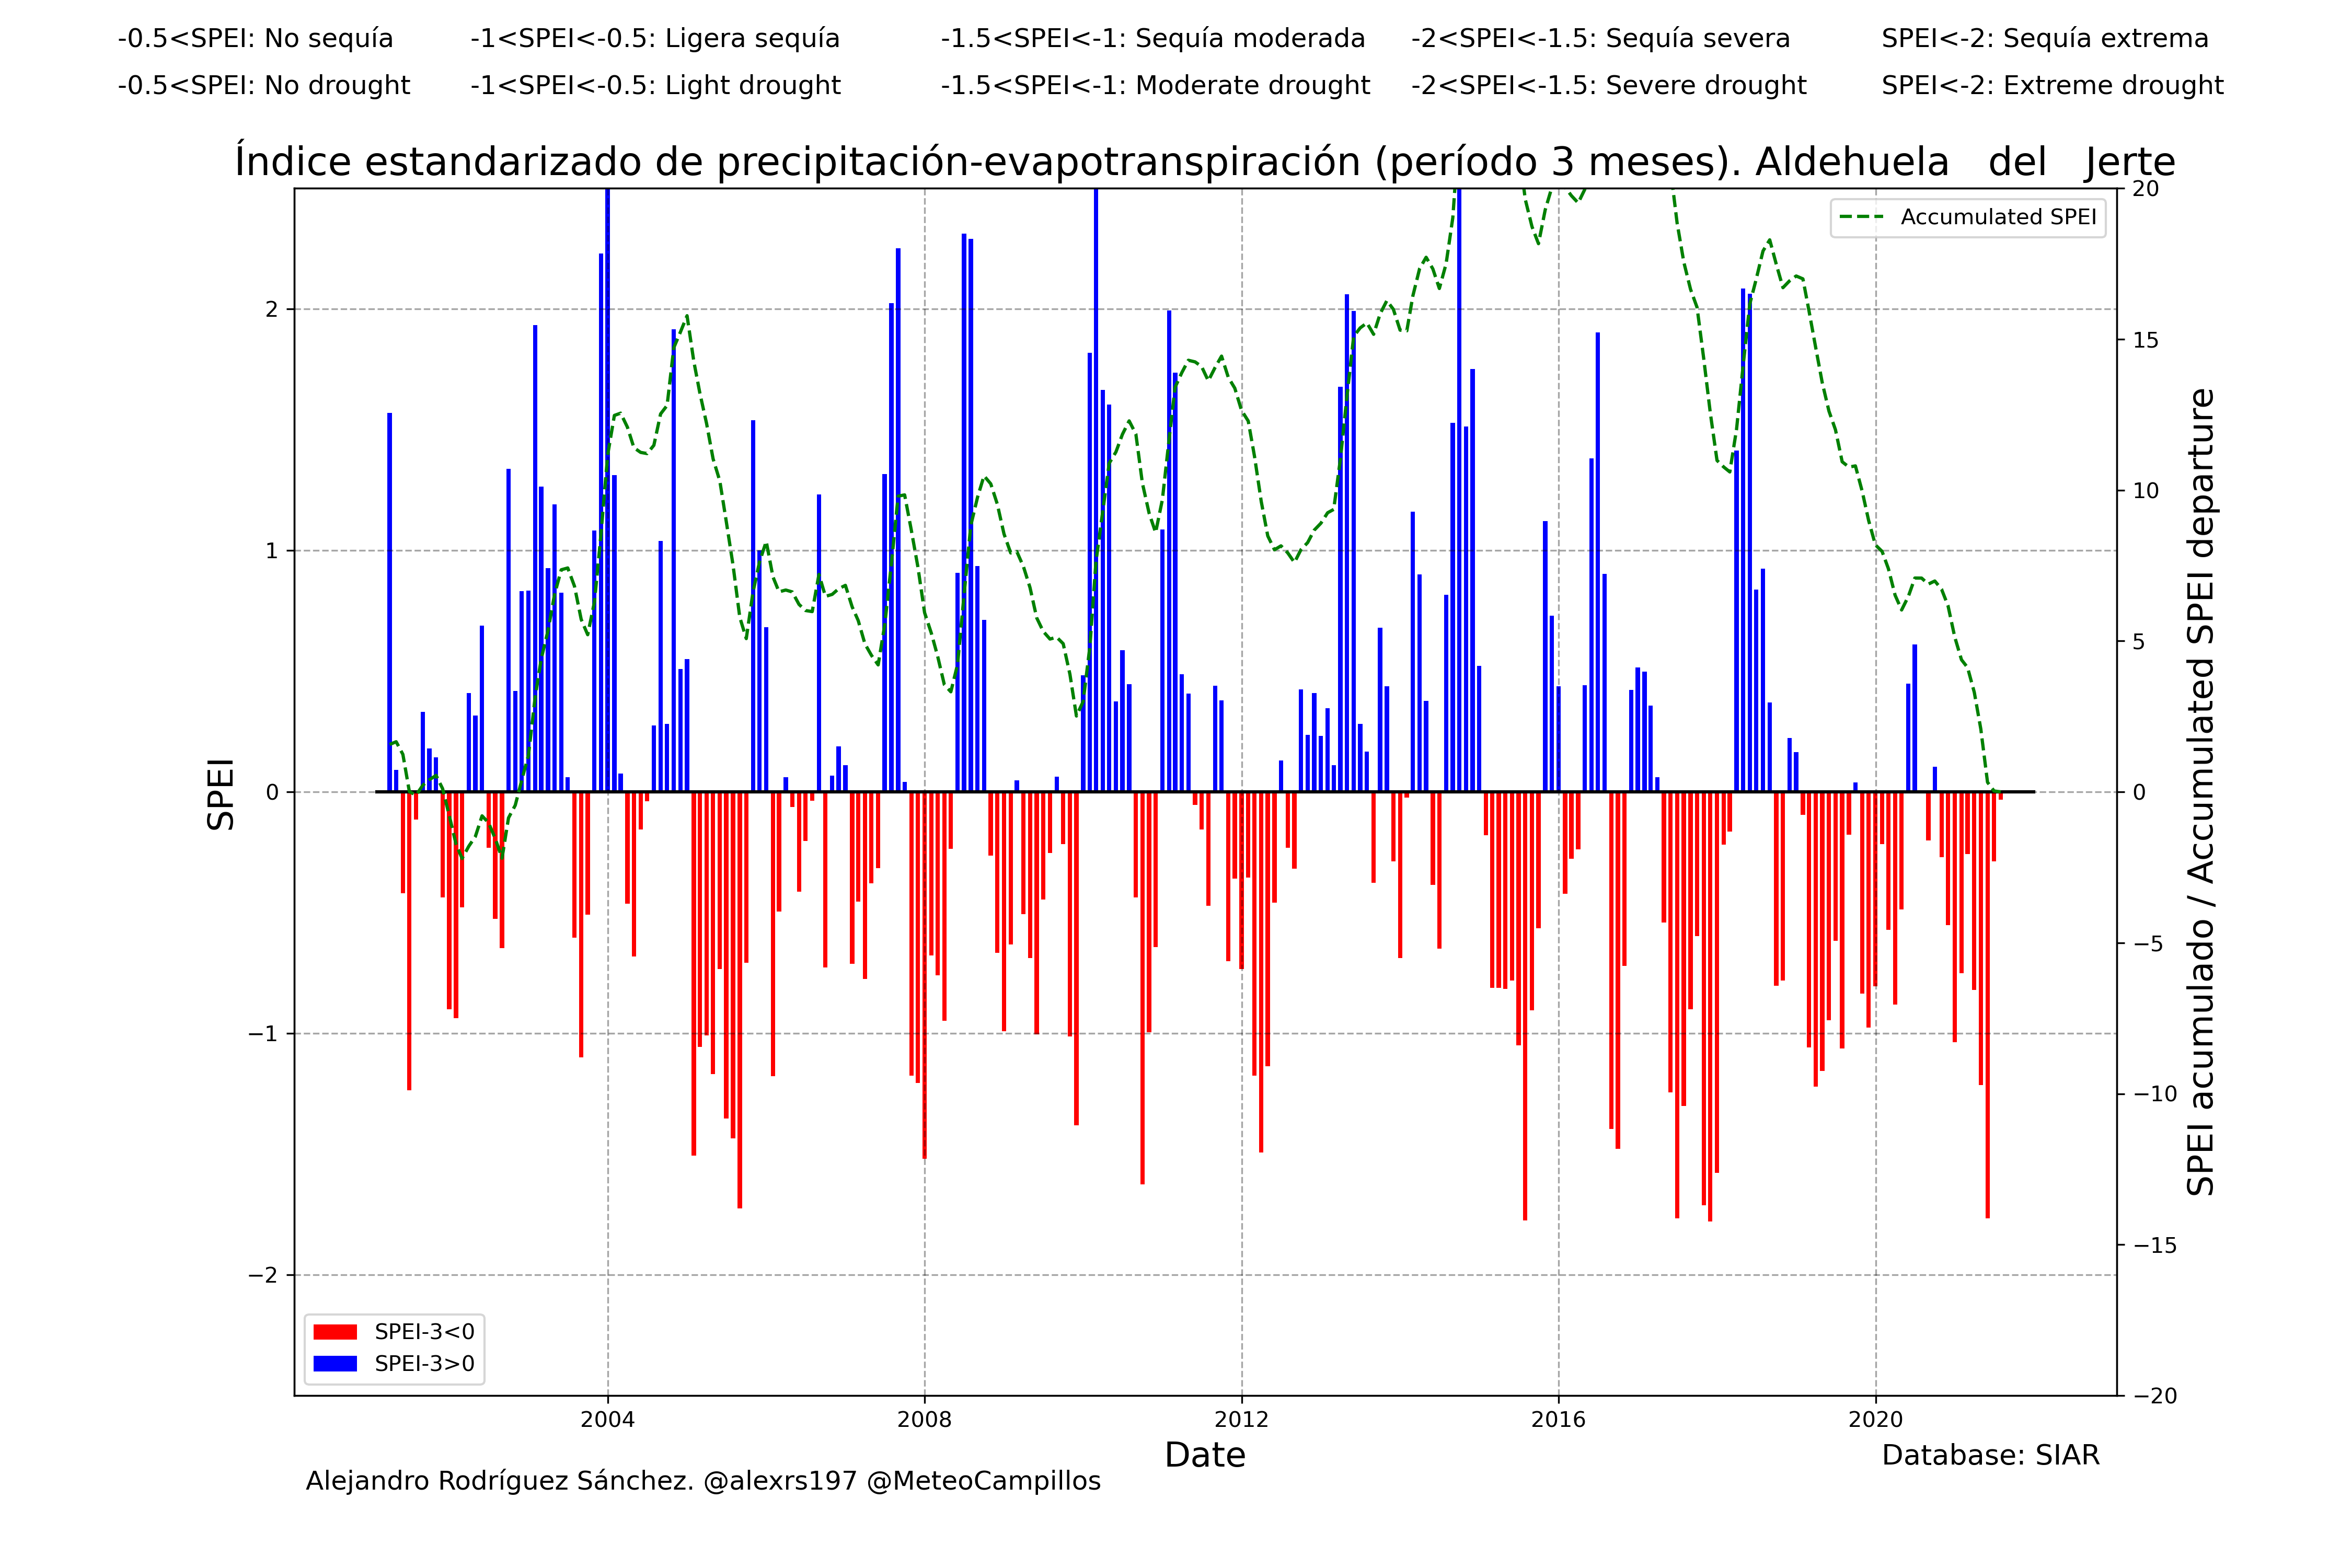 -0.5<SPEI: No sequía -1<SPEI<-0.5: Ligera sequía -1.5<SPEI<-1: Sequía moderada -2<SPEI<-1.5: Sequía severa SPEI<-2: Sequía extrema
-0.5<SPEI: No drought -1<SPEI<-0.5: Light drought -1.5<SPEI<-1: Moderate drought -2<SPEI<-1.5: Severe drought SPEI<-2: Extreme drought
Índice estandarizado de precipitación-evapotranspiración (período 3 meses). Aldehuela del Jerte
Accumulated SPEI
SPEI
2
1
0
−1
−2
20
15
10
5
0
−5
−10
−15
−20
SPEI acumulado / Accumulated SPEI departure
SPEI-3<0
SPEI-3>0
2004 2008 2012 2016 2020
Date
Database: SIAR
Alejandro Rodríguez Sánchez. @alexrs197 @MeteoCampillos